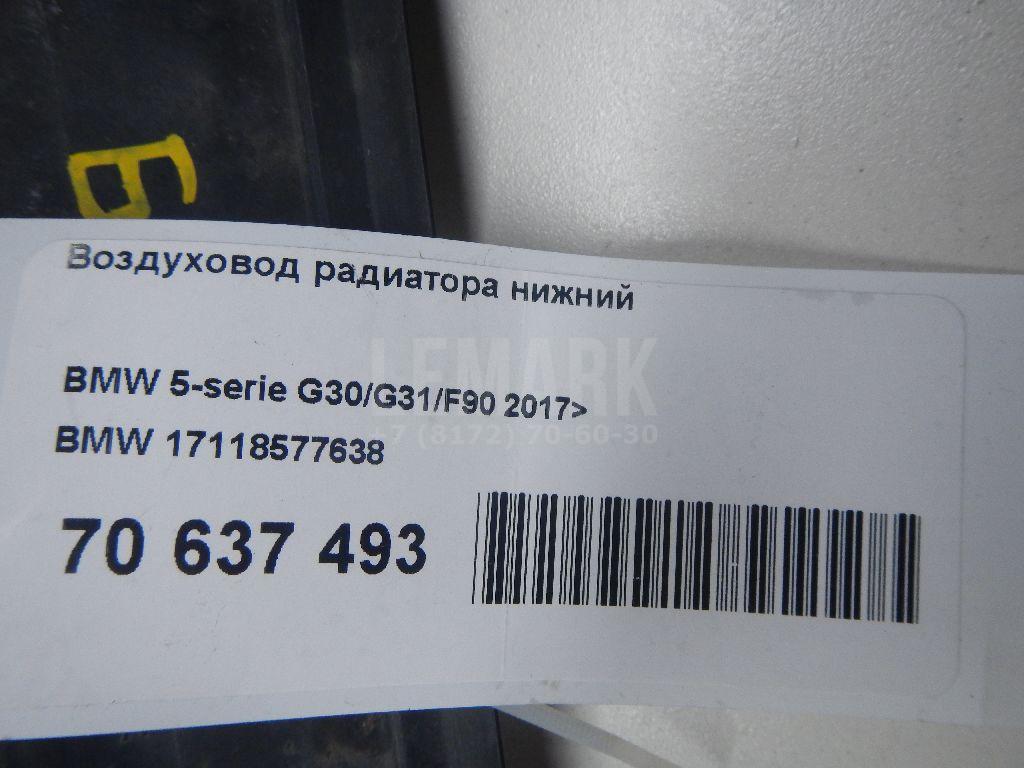 Б
Воздуховод радиатора нижний
LEMARK
BMW 5-serie G30/G31/F90 2017>
+7 (8172) 70-60-30
BMW 17118577638
70 637 493